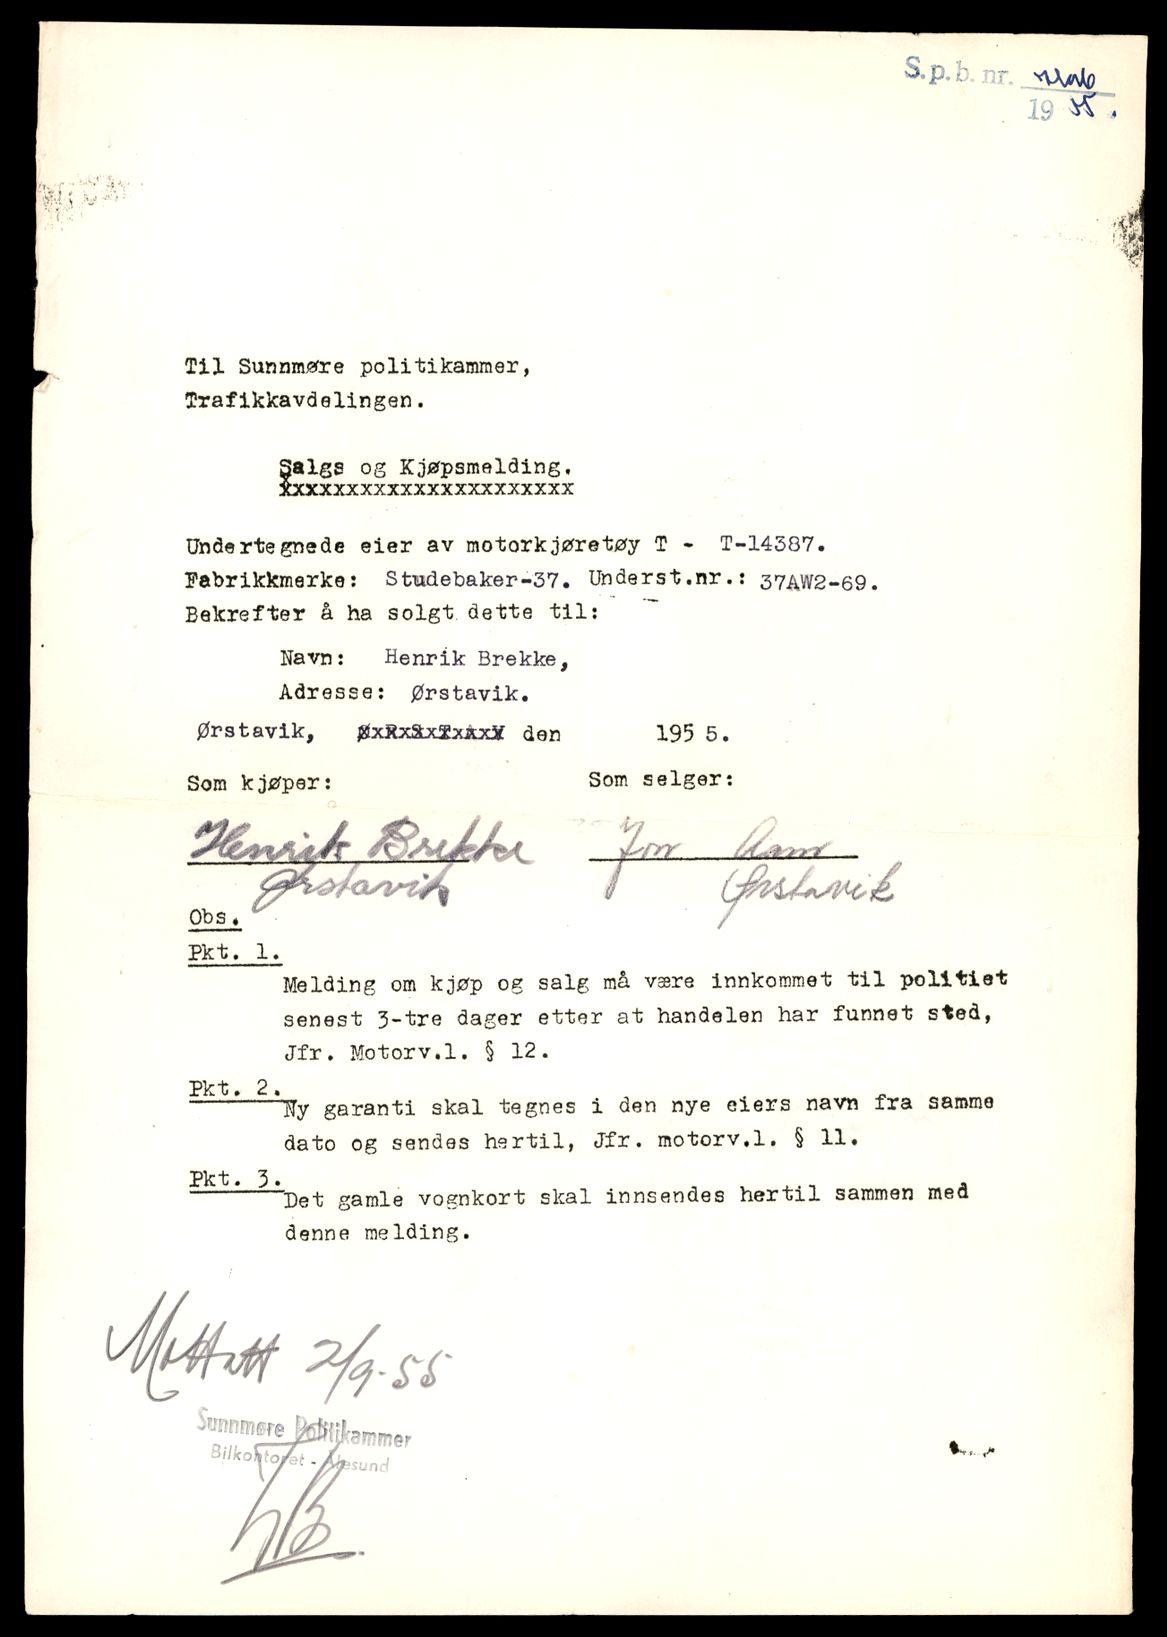 S.p.b. nr.
19 55.
Til Sunnmøre politikammer,
Trafikkavdelingen.
Salgs og Kjøpsmelding.
xxxxxxxxxxxxxxxxxxxxxx
Undertegnede eier av motorkjøretøy T - T-14387.
Fabrikkmerke: Studebaker-37. Underst.nr.: 37AW2-69.
Bekrefter å ha solgt dette til:
Navn: Henrik Brekke,
Adresse: Ørstavik.
Ørstavik, den 195 5.
Som kjøper: Som selger:
Henrik Brekke Jon Aam
Ørstavik Ørstavik
Obs.
Pkt. 1.
Melding om kjøp og salg må være innkommet til politiet
senest 3-tre dager etter at handelen har funnet sted,
Jfr. Motorv.l. § 12.
Pkt. 2.
Ny garanti skal tegnes i den nye eiers navn fra samme
dato og sendes hertil, Jfr. motorv.l. § 11.
Pkt. 3.
Det gamle vognkort skal innsendes hertil sammen med
denne melding.
Mottatt 2/9-55
Sunnmøre Politikammer
Bilkontoret - Ålesund